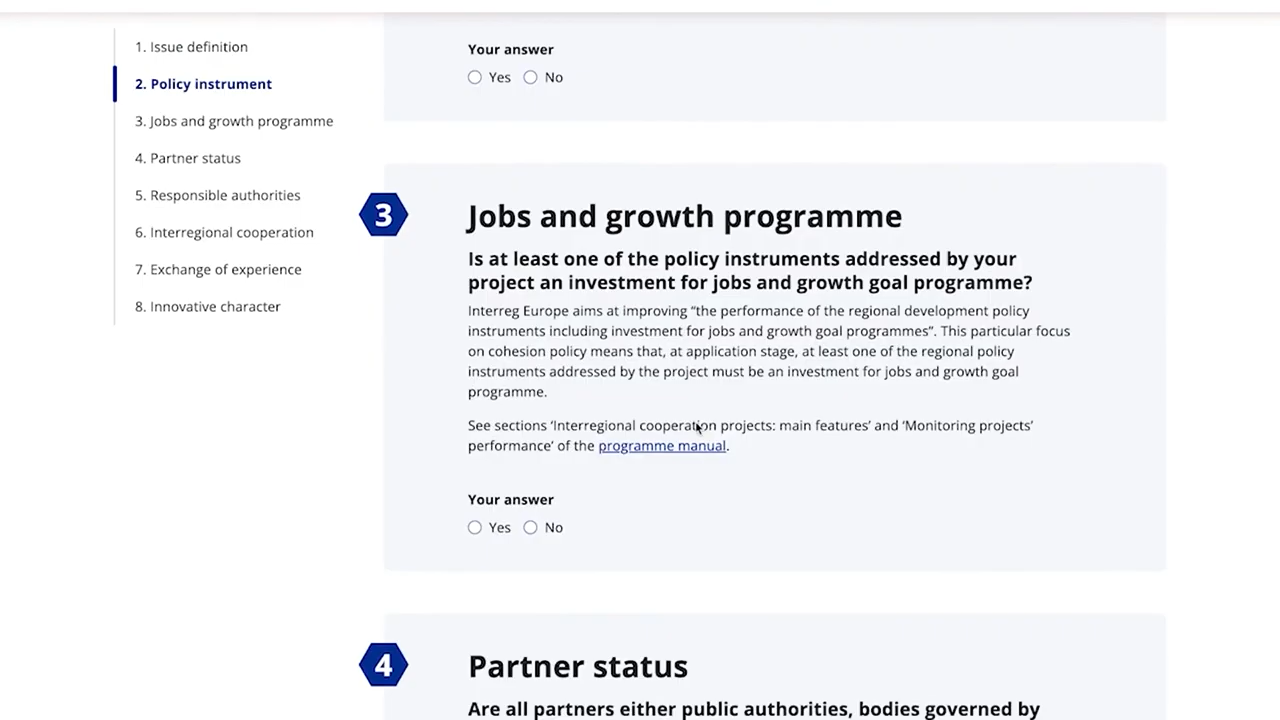 1. Issue definition
2. Policy instrument
3. Jobs and growth programme
4. Partner status
5. Responsible authorities
6. Interregional cooperation
7. Exchange of experience
8. Innovative character
Your answer
Yes No
3
Jobs and growth programme
Is at least one of the policy instruments addressed by your
project an investment for jobs and growth goal programme?
Interreg Europe aims at improving “the performance of the regional development policy
instruments including investment for jobs and growth goal programmes”. This particular focus
on cohesion policy means that, at application stage, at least one of the regional policy
instruments addressed by the project must be an investment for jobs and growth goal
programme.
See sections ‘Interregional cooperation projects: main features’ and ‘Monitoring projects’
performance’ of the programme manual.
Your answer
Yes No
4
Partner status
Are all partners either public authorities, bodies governed by